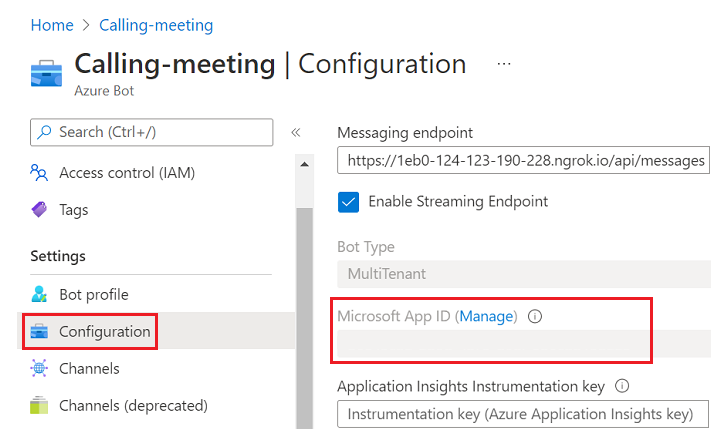 Home > Calling-meeting
Calling-meeting | Configuration ...
Azure Bot
Search (Ctrl+/) «
Access control (IAM)
Tags
Settings
Bot profile
Configuration
Channels
Channels (deprecated)
Messaging endpoint
https://1eb0-124-123-190-228.ngrok.io/api/messages
Enable Streaming Endpoint
Bot Type
MultiTenant
Microsoft App ID (Manage)
Application Insights Instrumentation key
Instrumentation key (Azure Application Insights key)